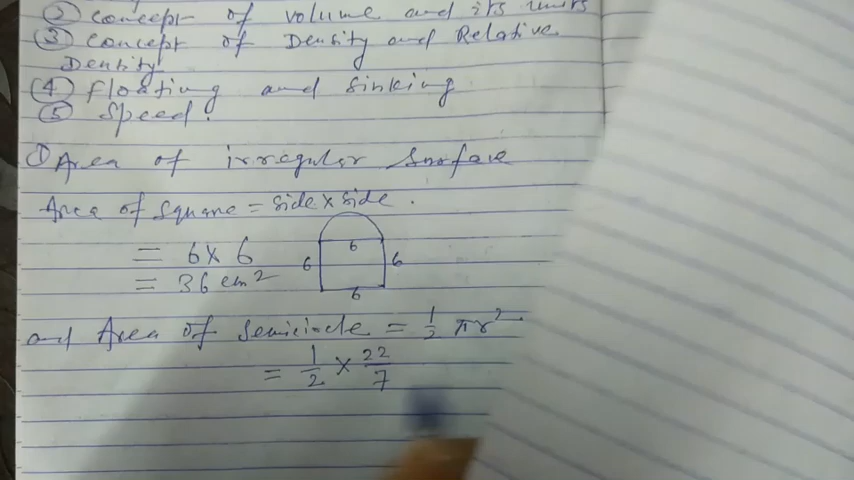 ② Concept of volume and its units
③ Concept of Density and Relative
Dentity
④ floating and sinking
⑤ Speed.
① Area of irregular Surface
Area of square = side × side.
= 6 × 6
= 36 cm²
6
6
6
6
and Area of Semicircle = 1/2 πr²
= 1/2 × 22/7